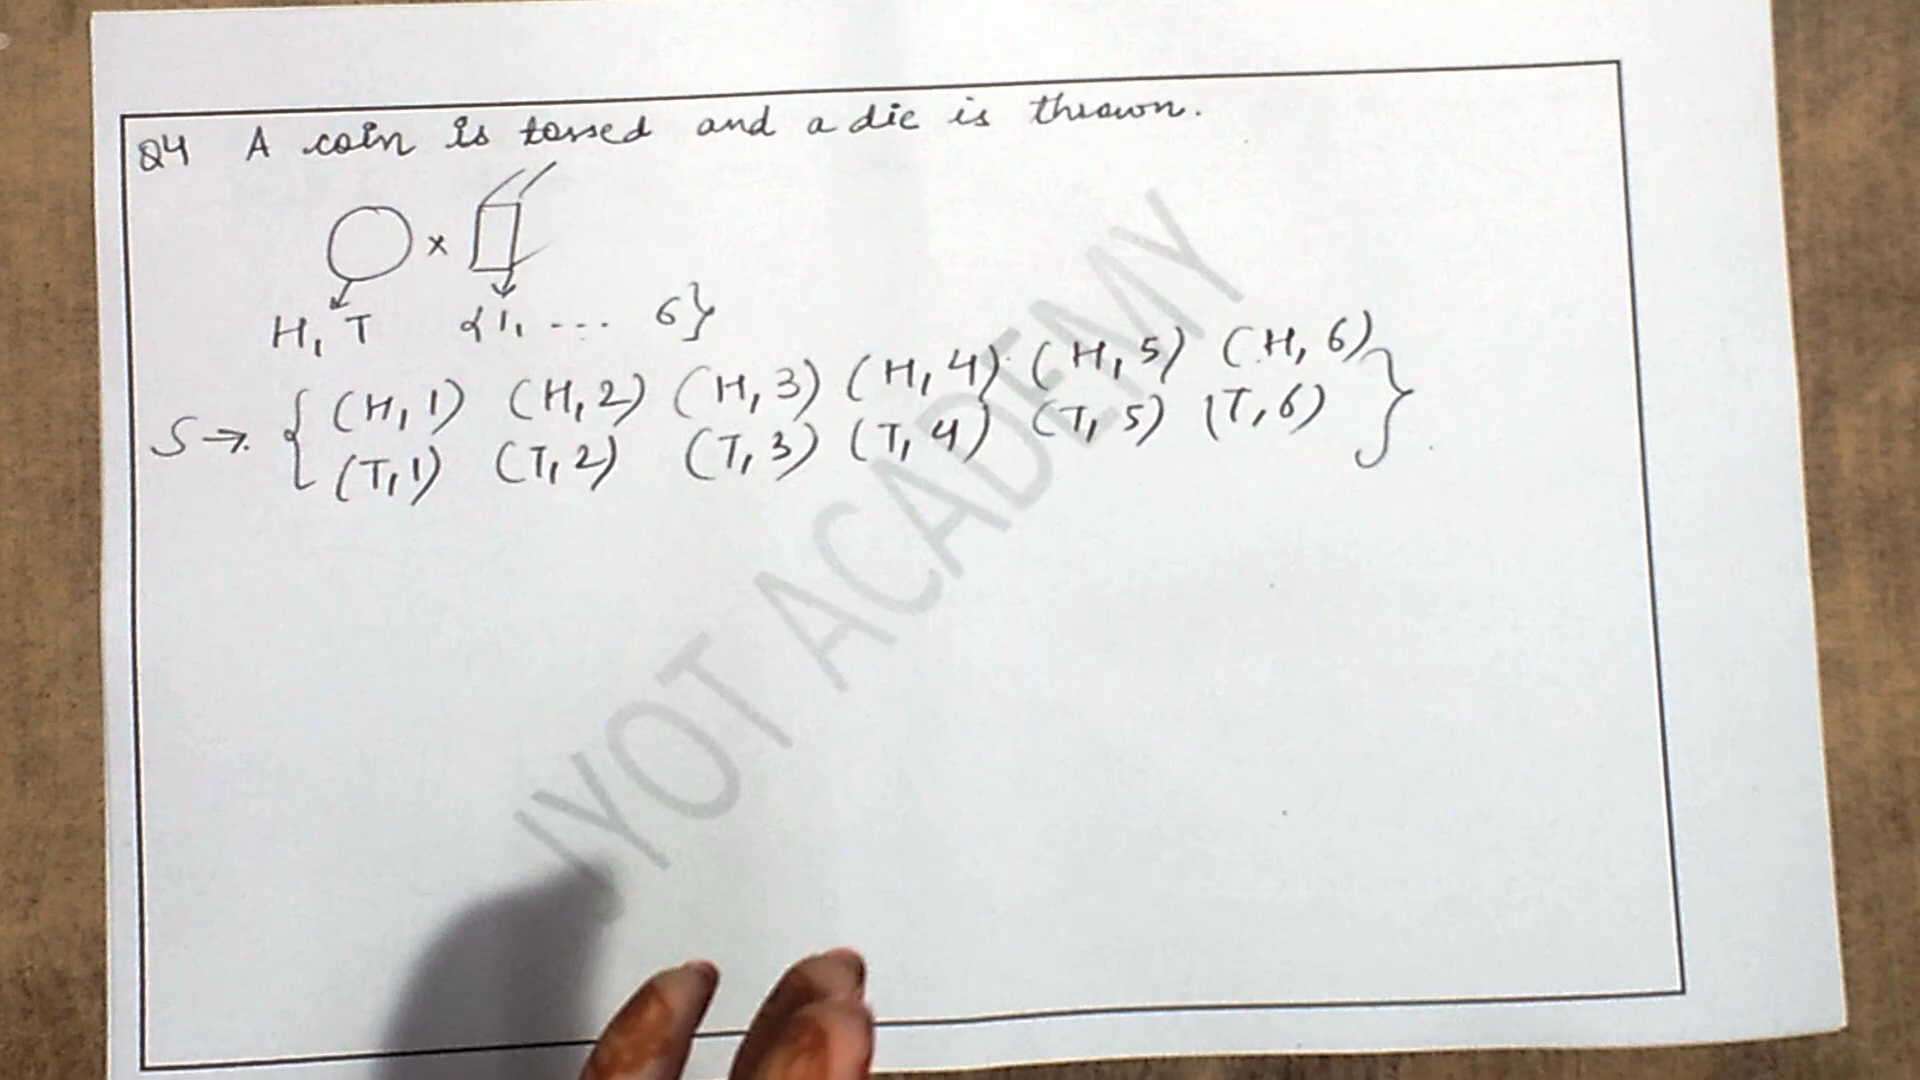 Q4 A coin is tossed and a die is thrown.
×
H, T {1, ... 6}
S→ { (H, 1) (H, 2) (H, 3) (H, 4) (H, 5) (H, 6)
(T, 1) (T, 2) (T, 3) (T, 4) (T, 5) (T, 6) }
JYOT ACADEMY